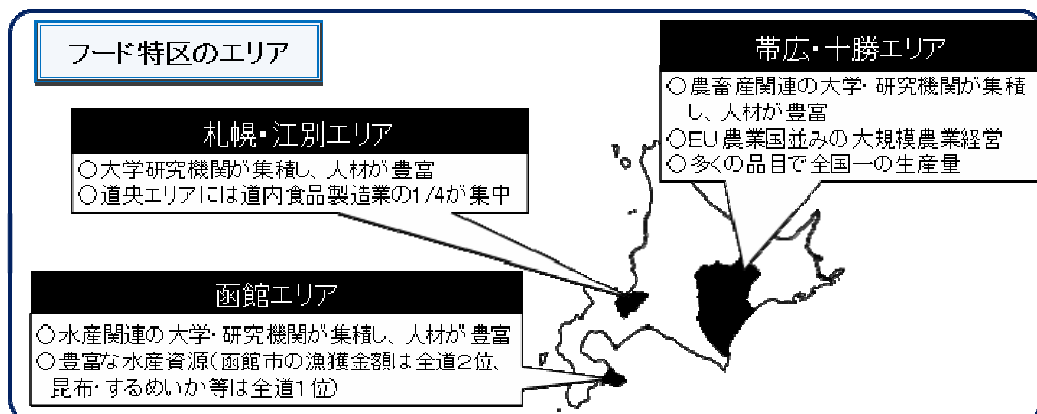 フード特区のエリア
帯広・十勝エリア
○農畜産関連の大学・研究機関が集積
し、人材が豊富
○EU農業国並みの大規模農業経営
○多くの品目で全国一の生産量
札幌・江別エリア
○大学研究機関が集積し、人材が豊富
○道央エリアには道内食品製造業の1/4が集中
函館エリア
○水産関連の大学・研究機関が集積し、人材が豊富
○豊富な水産資源(函館市の漁獲金額は全道2位、
昆布・するめいか等は全道1位)